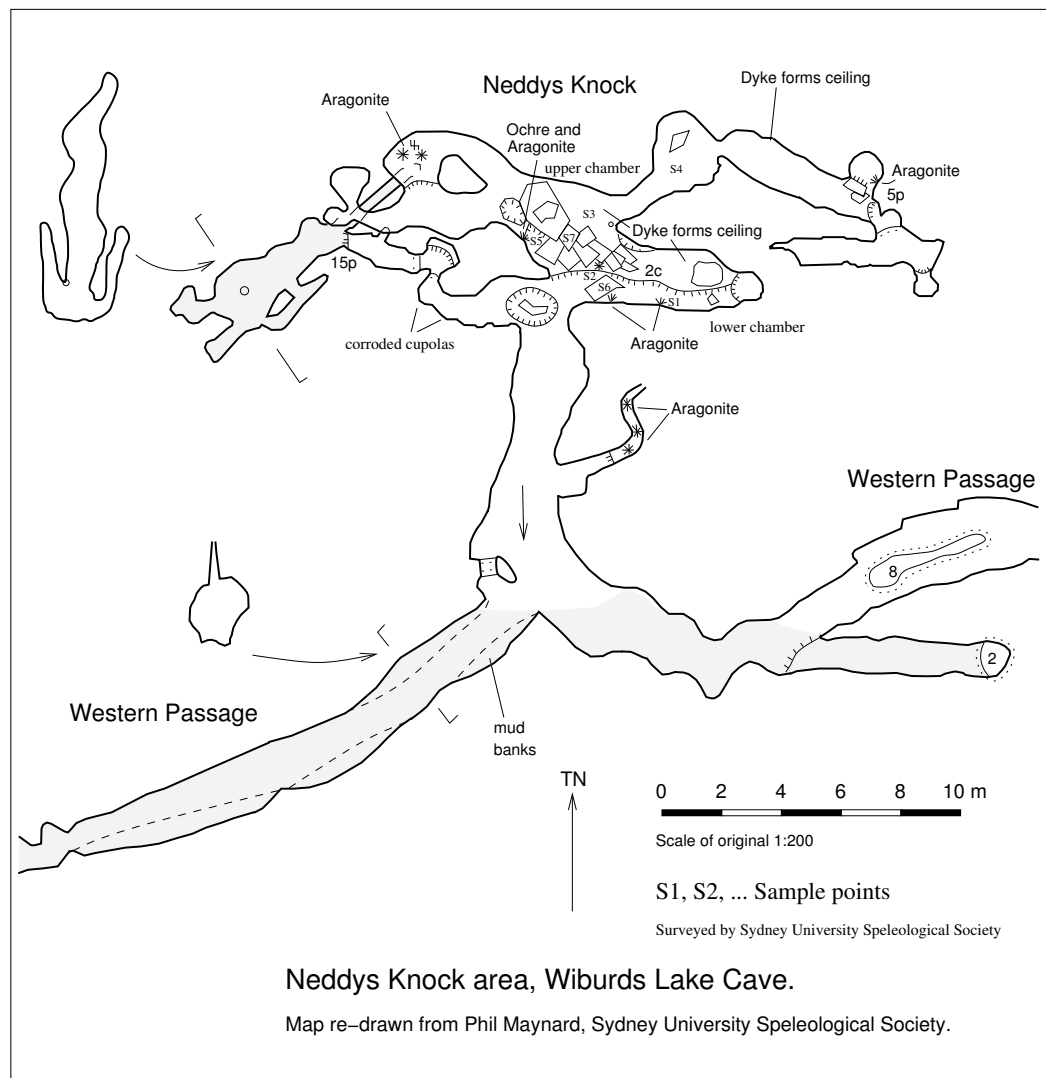 Neddys Knock
Dyke forms ceiling
Aragonite
Ochre and
Aragonite
upper chamber
S4
Aragonite
5p
S3
Dyke forms ceiling
S5
S7
15p
S2
2c
S6
S1
lower chamber
corroded cupolas
Aragonite
Aragonite
Western Passage
8
2
Western Passage
mud
banks
TN
0 2 4 6 8 10 m
Scale of original 1:200
S1, S2, ... Sample points
Surveyed by Sydney University Speleological Society
Neddys Knock area, Wiburds Lake Cave.
Map re-drawn from Phil Maynard, Sydney University Speleological Society.